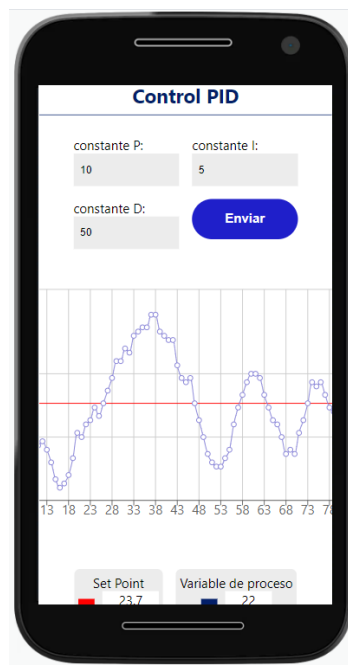 Control PID
constante P: constante I:
10 5
constante D: Enviar
50
13 18 23 28 33 38 43 48 53 58 63 68 73 78
Set Point Variable de proceso
23.7 22